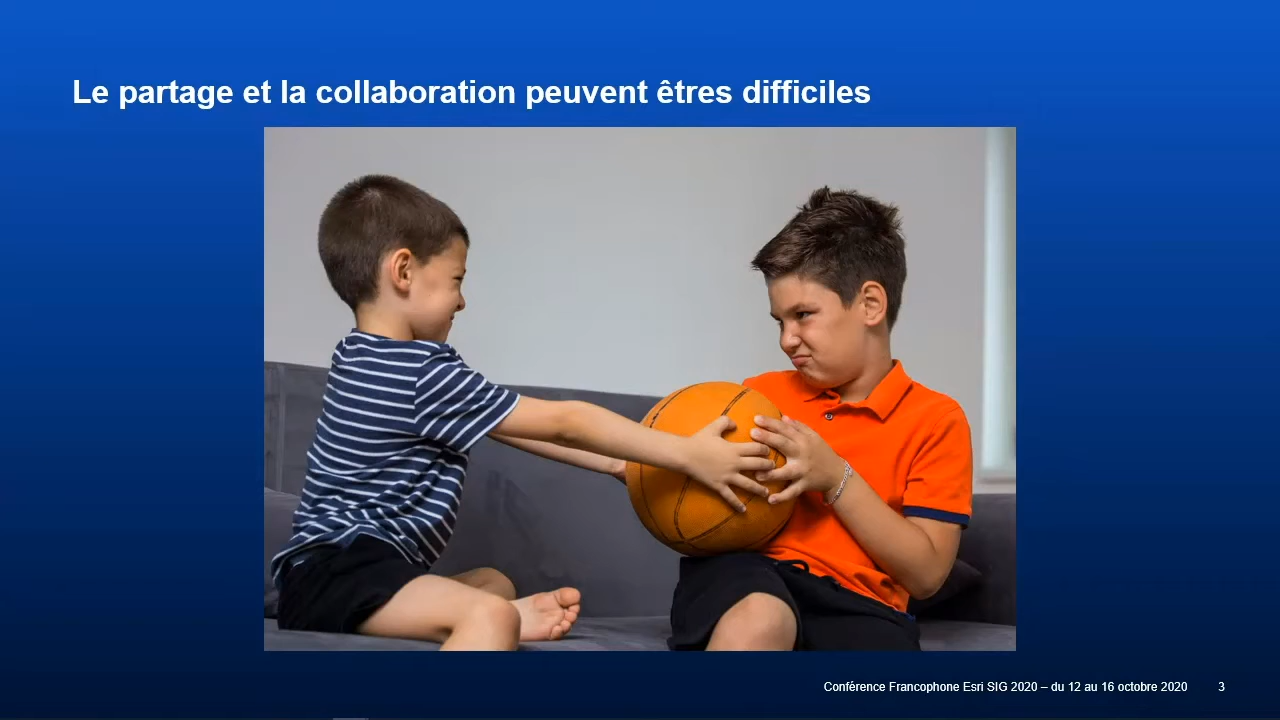 Le partage et la collaboration peuvent êtres difficiles
Conférence Francophone Esri SIG 2020 – du 12 au 16 octobre 2020 3